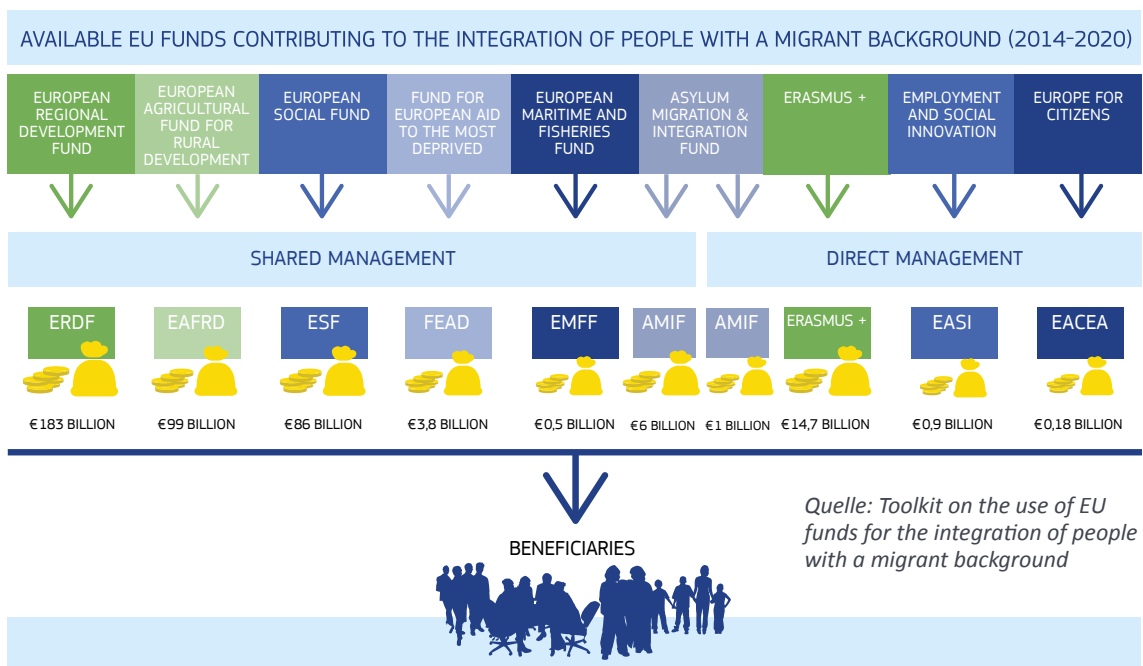 AVAILABLE EU FUNDS CONTRIBUTING TO THE INTEGRATION OF PEOPLE WITH A MIGRANT BACKGROUND (2014-2020)
EUROPEAN
REGIONAL
DEVELOPMENT
FUND
EUROPEAN
AGRICULTURAL
FUND FOR
RURAL
DEVELOPMENT
EUROPEAN
SOCIAL FUND
FUND FOR
EUROPEAN AID
TO THE MOST
DEPRIVED
EUROPEAN
MARITIME AND
FISHERIES
FUND
ASYLUM
MIGRATION &
INTEGRATION
FUND
ERASMUS +
EMPLOYMENT
AND SOCIAL
INNOVATION
EUROPE FOR
CITIZENS
SHARED MANAGEMENT
DIRECT MANAGEMENT
ERDF
EAFRD
ESF
FEAD
EMFF
AMIF
AMIF
ERASMUS +
EASI
EACEA
€183 BILLION
€99 BILLION
€86 BILLION
€3,8 BILLION
€0,5 BILLION
€6 BILLION
€1 BILLION
€14,7 BILLION
€0,9 BILLION
€0,18 BILLION
BENEFICIARIES
Quelle: Toolkit on the use of EU
funds for the integration of people
with a migrant background